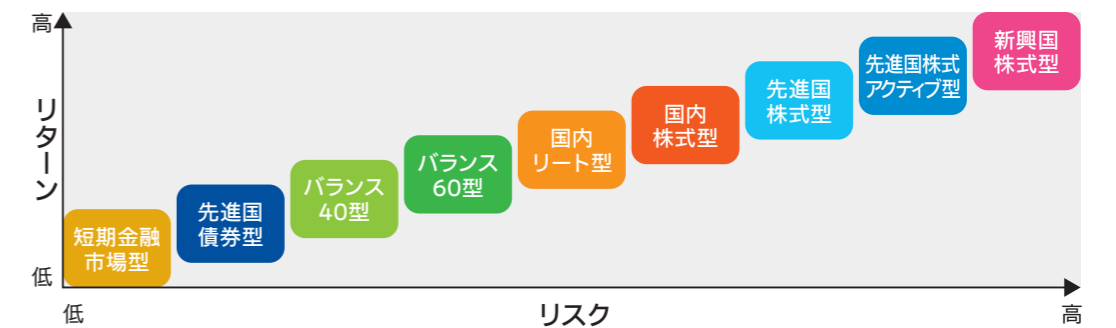 高
リターン
低
短期金融
市場型
先進国
債券型
バランス
40型
バランス
60型
国内
リート型
国内
株式型
先進国
株式型
先進国株式
アクティブ型
新興国
株式型
低
リスク
高